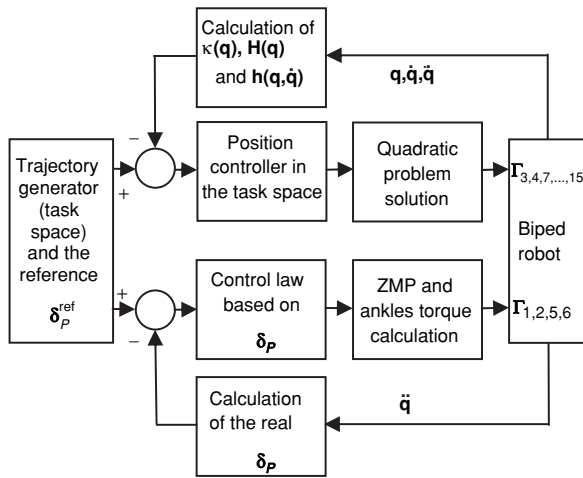 Calculation of
κ(q), H(q)
and h(q,q̇)
q,q̇,q̈
−
Trajectory
generator
(task
space)
and the
reference
δ_P^ref
+
Position
controller in
the task space
Quadratic
problem
solution
Γ3,4,7,...,15
Biped
robot
Γ1,2,5,6
+
−
Control law
based on
δ_P
ZMP and
ankles torque
calculation
Calculation
of the real
δ_P
q̈